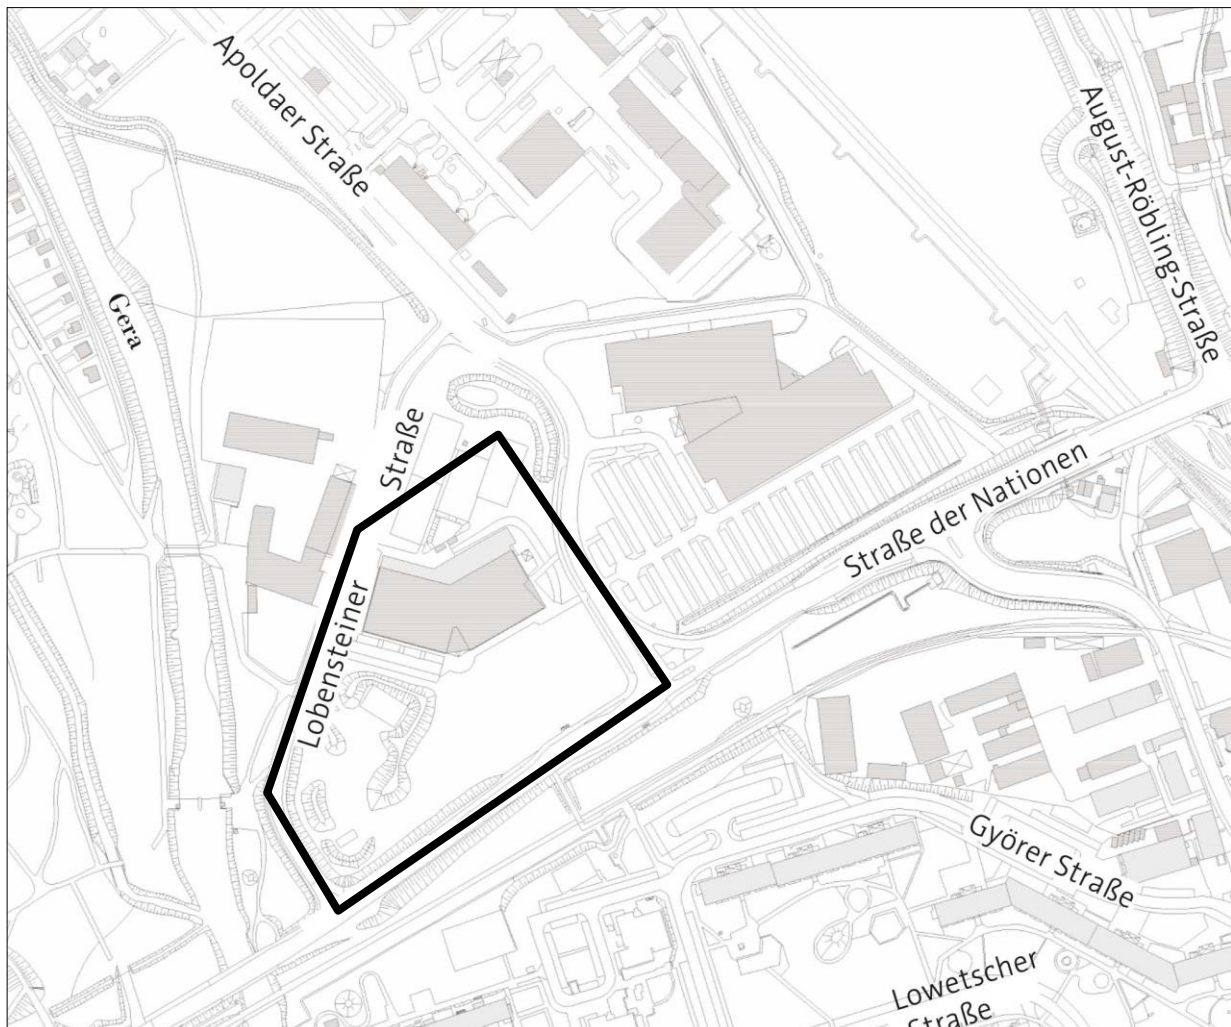 Apoldaer Straße
August-Röbling-Straße
Gera
Straße
Straße der Nationen
Lobensteiner
Györer Straße
Lowetscher
Straße